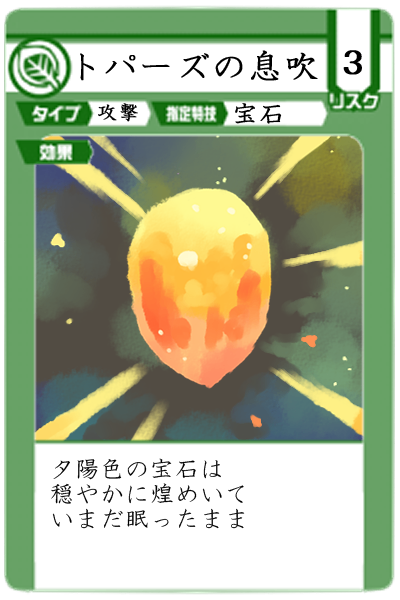 トパーズの息吹
3
リスク
タイプ 攻撃 指定特技 宝石
効果
夕陽色の宝石は
穏やかに煌めいて
いまだ眠ったまま